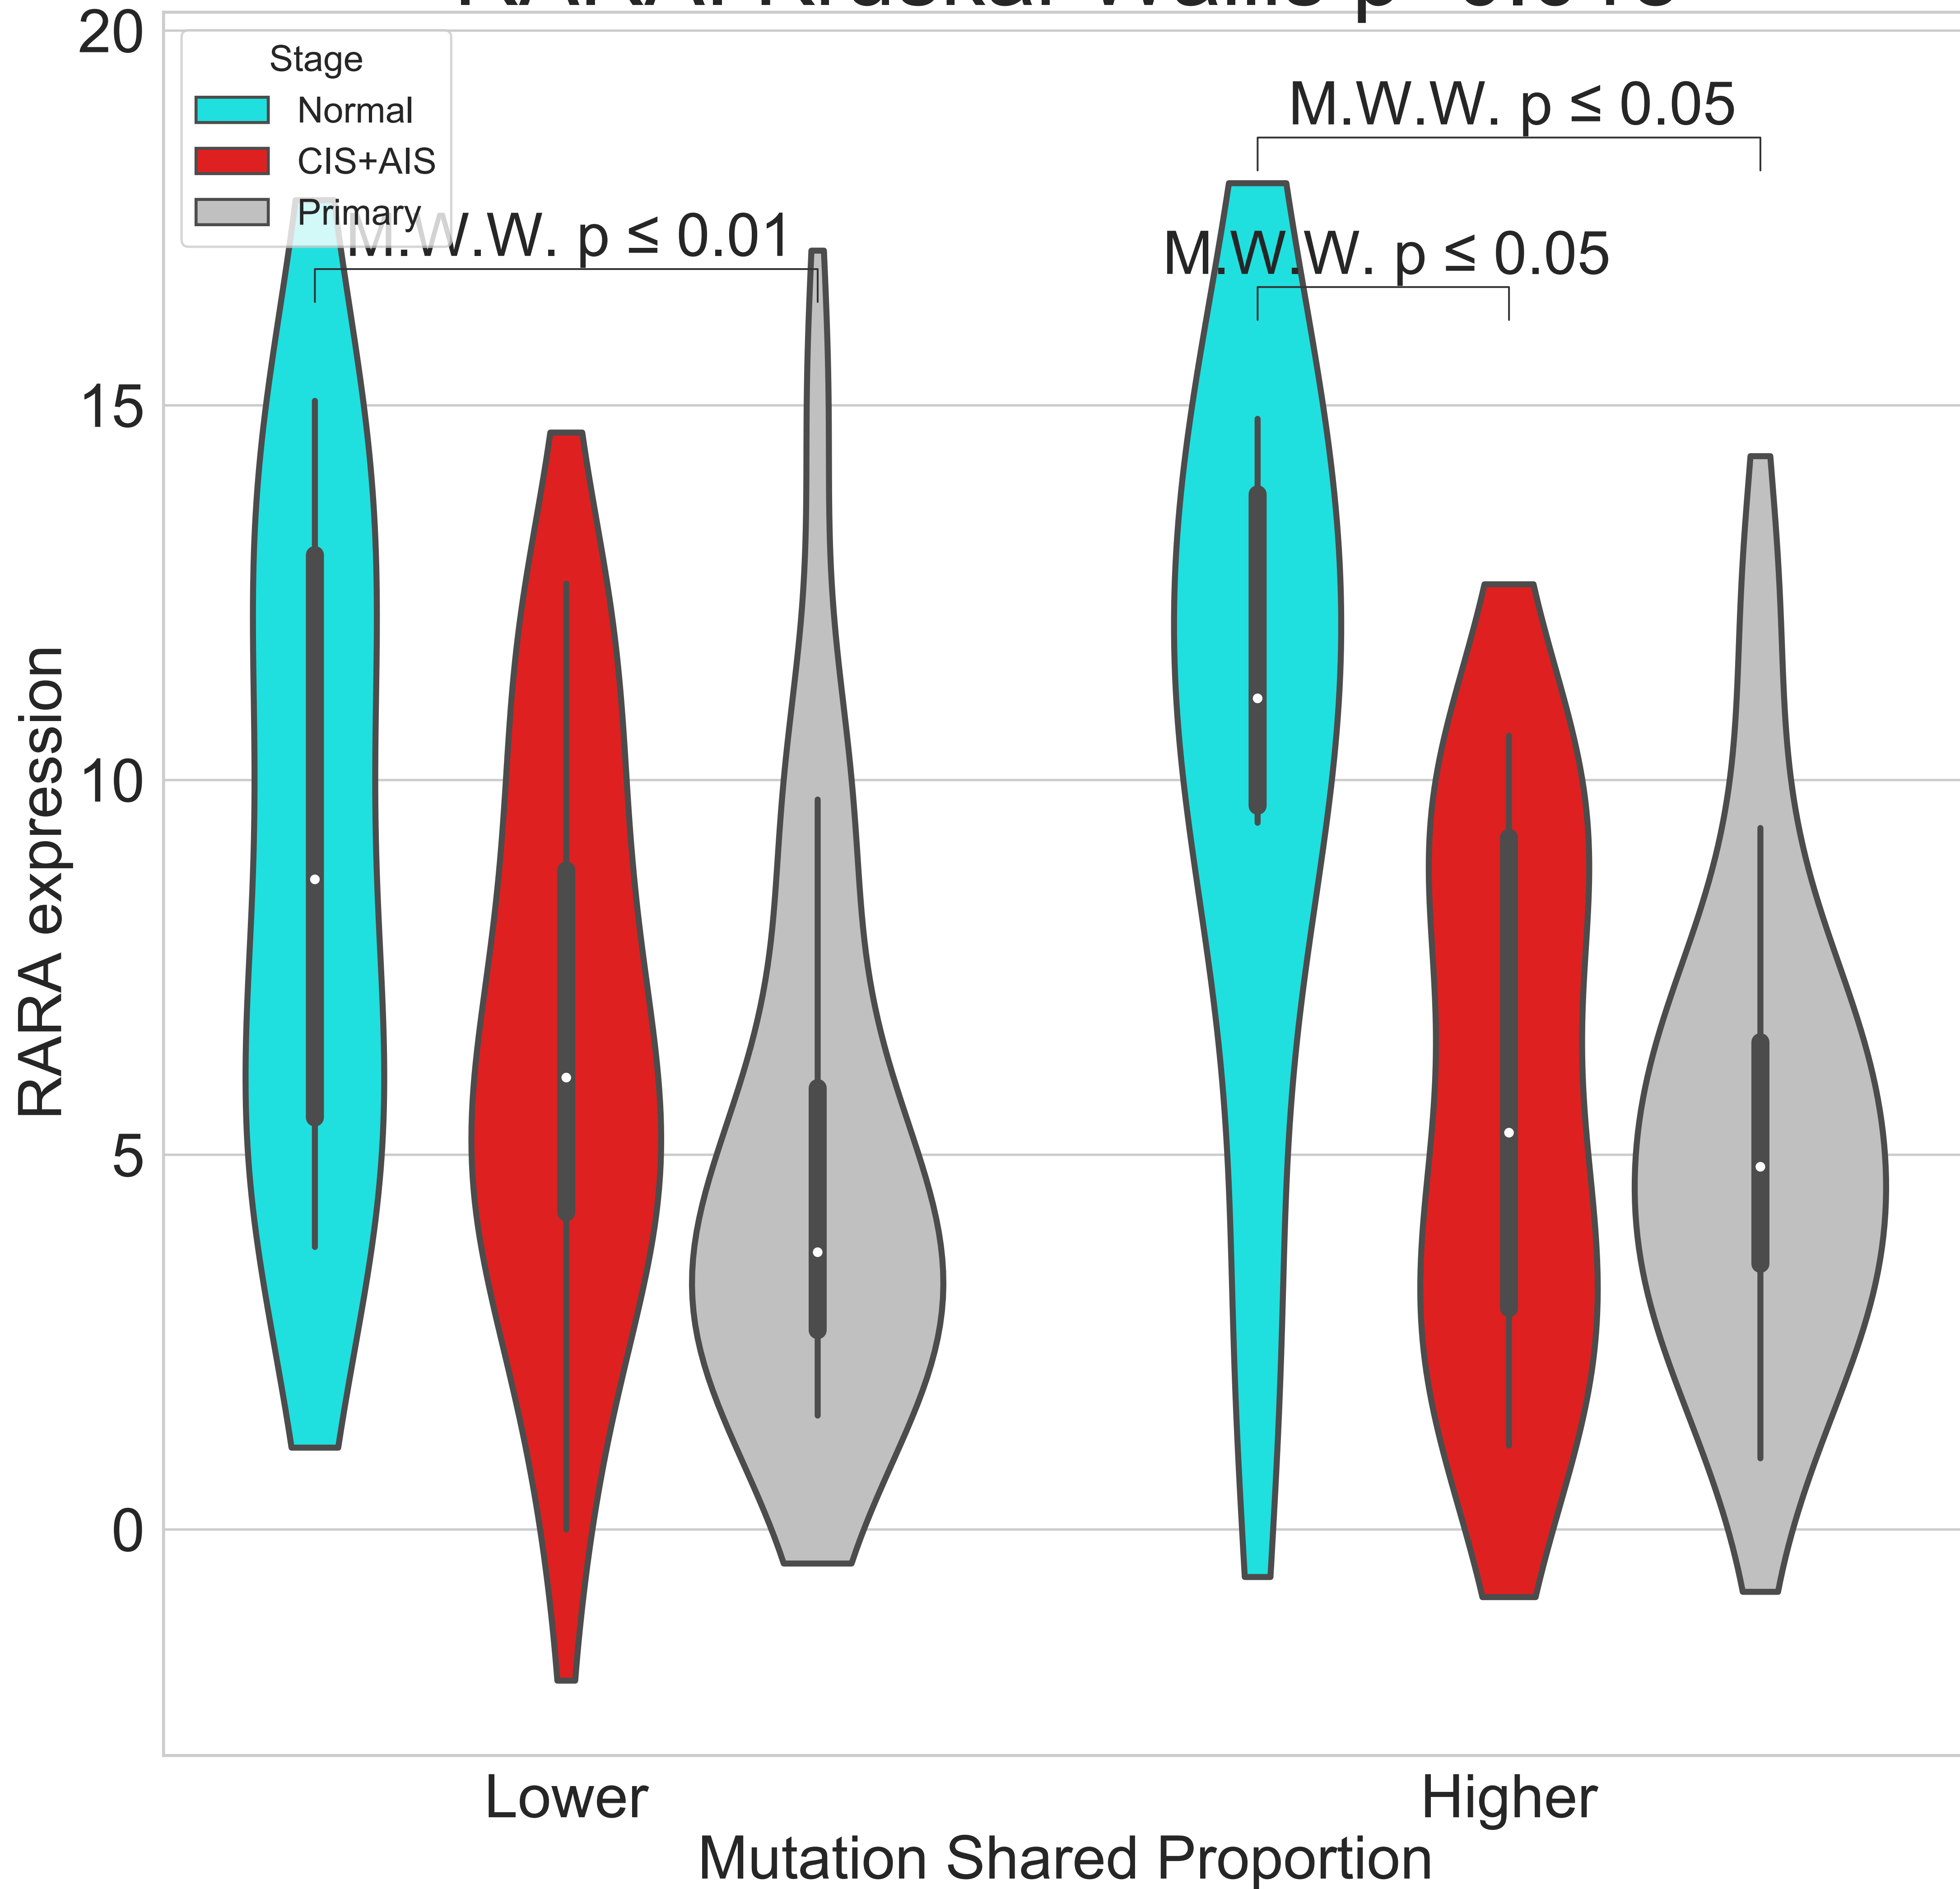 20
Stage
Normal
CIS+AIS
Primary
M.W.W. p ≤ 0.05
M.W.W. p ≤ 0.01
M.W.W. p ≤ 0.05
15
10
5
0
RARA expression
Lower
Higher
Mutation Shared Proportion